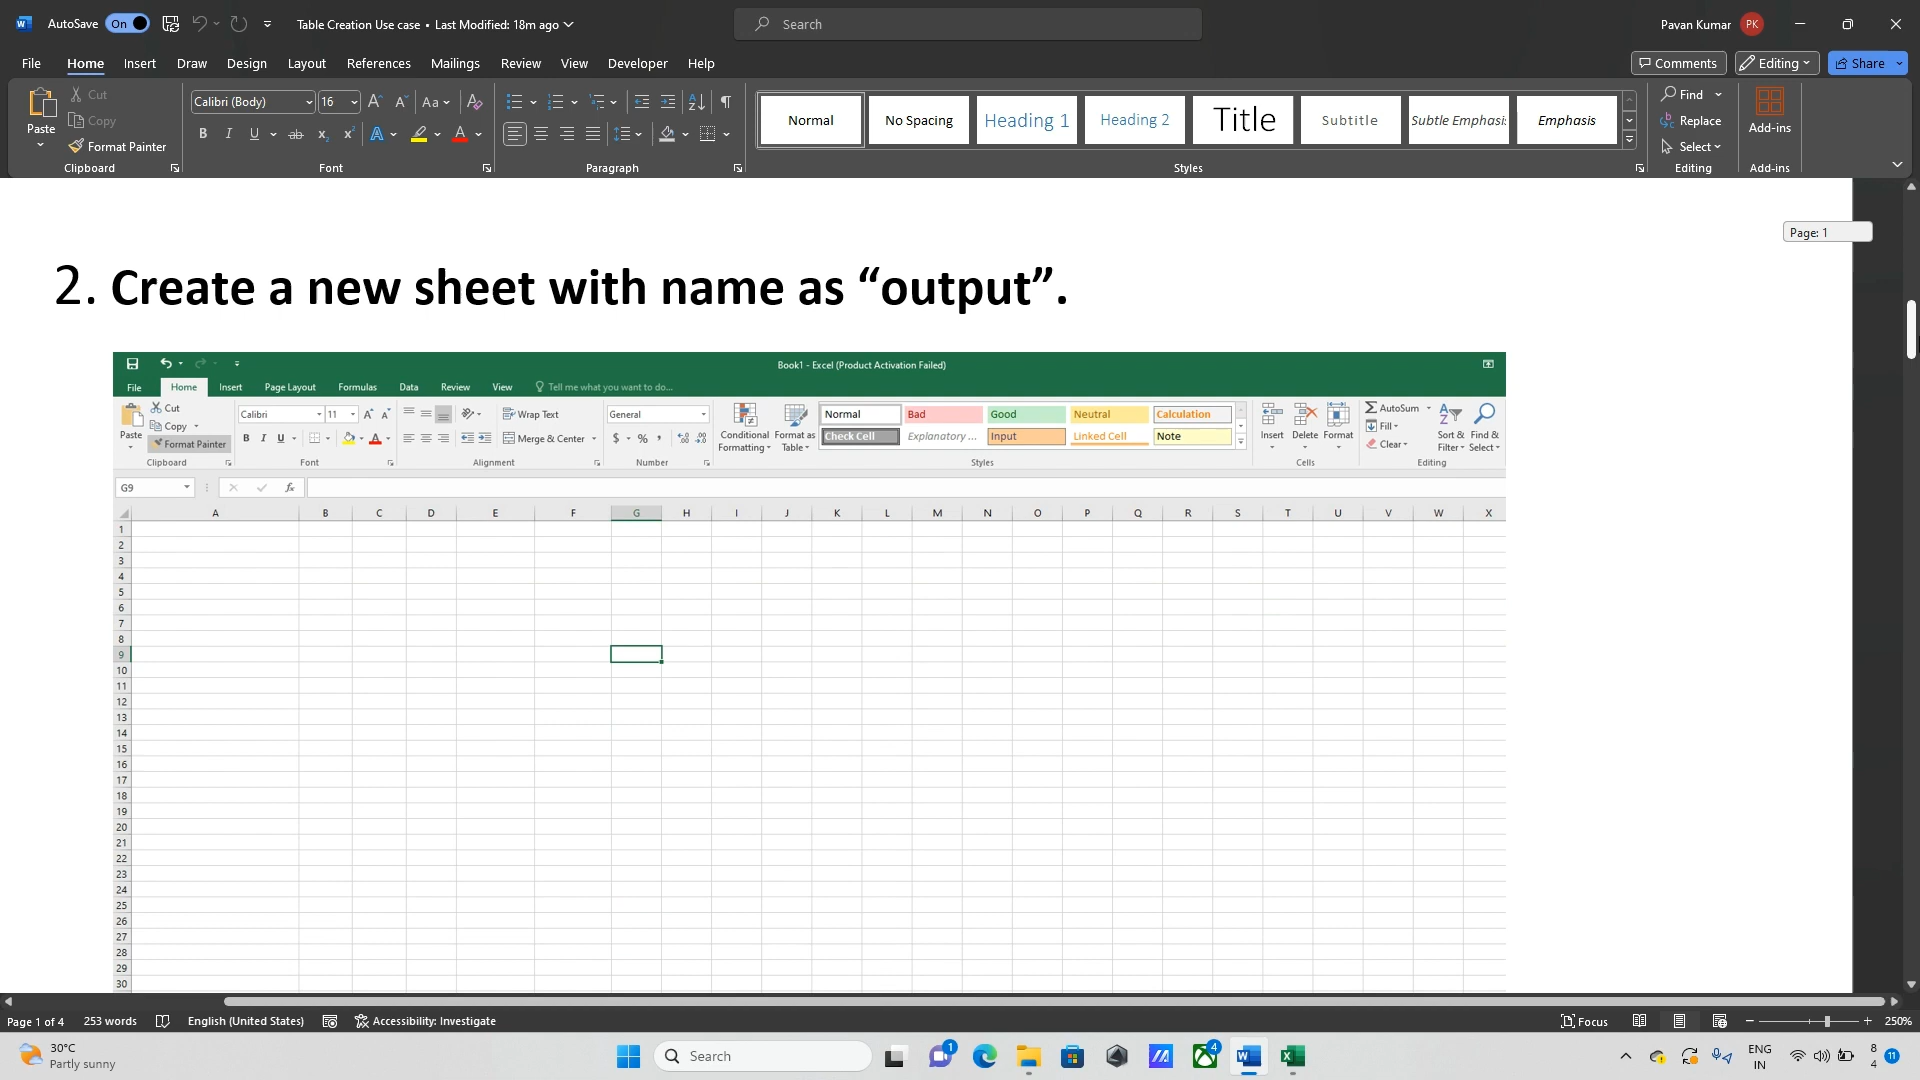 AutoSave On Table Creation Use case • Last Modified: 18m ago Search Pavan Kumar PK
File Home Insert Draw Design Layout References Mailings Review View Developer Help Comments Editing Share
Paste Cut Copy Format Painter Clipboard
Calibri (Body) 16 Aa Font
Paragraph
Normal No Spacing Heading 1 Heading 2 Title Subtitle Subtle Emphasi Emphasis Styles
Find Replace Select Editing
Add-ins Add-ins
Page: 1
2. Create a new sheet with name as “output”.
Book1 - Excel (Product Activation Failed)
File Home Insert Page Layout Formulas Data Review View Tell me what you want to do...
Paste Cut Copy Format Painter Clipboard
Calibri 11 B I U Font
Wrap Text Merge & Center Alignment
General $ % , Number
Conditional Formatting Format as Table
Normal Bad Good Neutral Calculation
Check Cell Explanatory ... Input Linked Cell Note
Styles
Insert Delete Format Cells
AutoSum Fill Clear Sort & Filter Find & Select Editing
G9 fx
A B C D E F G H I J K L M N O P Q R S T U V W X
1
2
3
4
5
6
7
8
9
10
11
12
13
14
15
16
17
18
19
20
21
22
23
24
25
26
27
28
29
30
Page 1 of 4 253 words English (United States) Accessibility: Investigate Focus 250%
30°C
Partly sunny
Search
1
4
ENG
IN
8
4
11